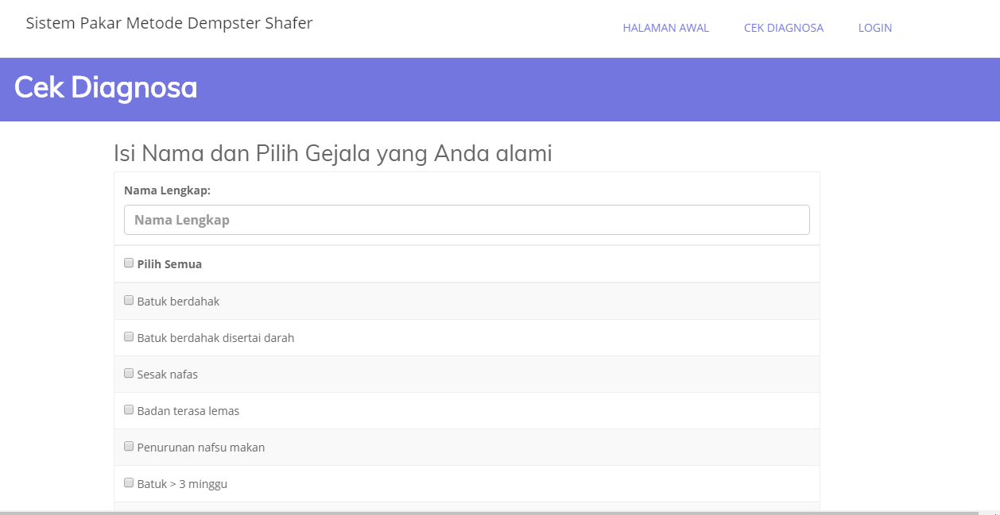 Sistem Pakar Metode Dempster Shafer
HALAMAN AWAL CEK DIAGNOSA LOGIN
Cek Diagnosa
Isi Nama dan Pilih Gejala yang Anda alami
Nama Lengkap:
Nama Lengkap
Pilih Semua
Batuk berdahak
Batuk berdahak disertai darah
Sesak nafas
Badan terasa lemas
Penurunan nafsu makan
Batuk > 3 minggu